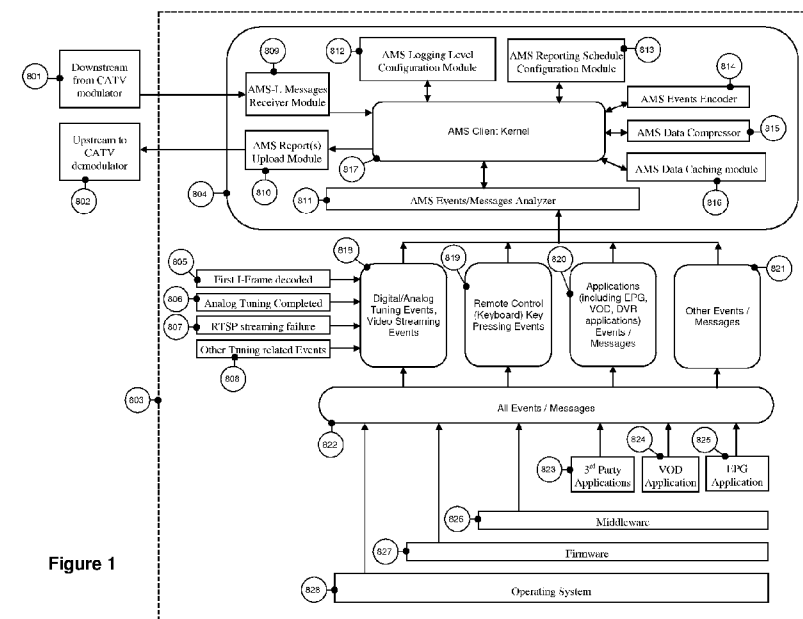 801
Downstream
from CATV
modulator
Upstream to
CATV
demodulator
802
803
804
809
AMS-L Messages
Receiver Module
AMS Report(s)
Upload Module
810
812
AMS Logging Level
Configuration Module
AMS Reporting Schedule
Configuration Module
813
814
AMS Events Encoder
AMS Data Compressor
815
AMS Data Caching module
816
AMS Client: Kernel
817
811
AMS Events/Messages Analyzer
805
First I-Frame decoded
806
Analog Tuning Completed
807
RTSP streaming failure
Other Tuning related Events
808
818
Digital/Analog
Tuning Events,
Video Streaming
Events
819
Remote Control
(Keyboard) Key
Pressing Events
820
Applications
(including EPG,
VOD, DVR
applications)
Events /
Messages
821
Other Events /
Messages
All Events / Messages
822
823
3rd Party
Applications
824
VOD
Application
825
EPG
Application
826
Middleware
827
Firmware
828
Operating System
Figure 1